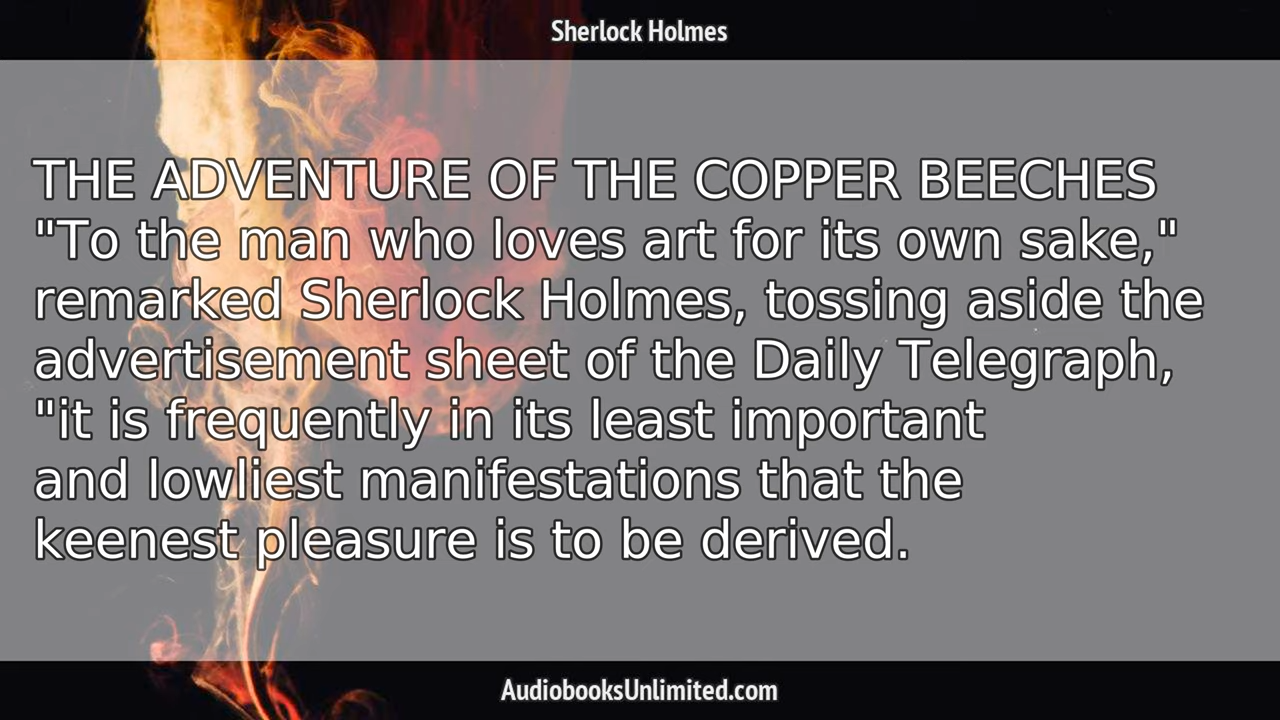 Sherlock Holmes
THE ADVENTURE OF THE COPPER BEECHES
"To the man who loves art for its own sake,"
remarked Sherlock Holmes, tossing aside the
advertisement sheet of the Daily Telegraph,
"it is frequently in its least important
and lowliest manifestations that the
keenest pleasure is to be derived.
AudiobooksUnlimited.com